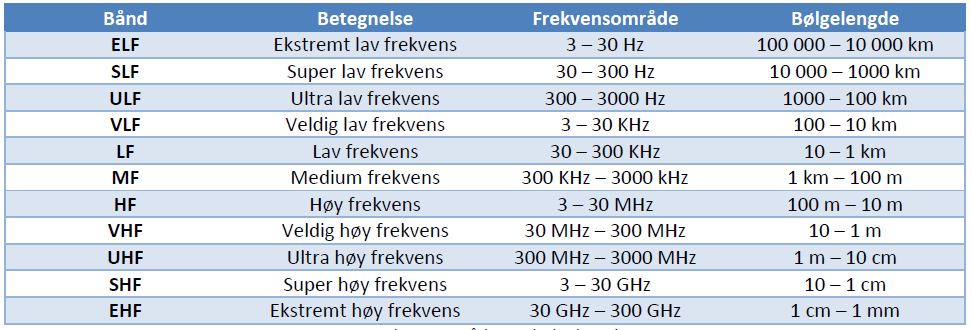 Bånd Betegnelse Frekvensområde Bølgelengde
ELF Ekstremt lav frekvens 3 – 30 Hz 100 000 – 10 000 km
SLF Super lav frekvens 30 – 300 Hz 10 000 – 1000 km
ULF Ultra lav frekvens 300 – 3000 Hz 1000 – 100 km
VLF Veldig lav frekvens 3 – 30 KHz 100 – 10 km
LF Lav frekvens 30 – 300 KHz 10 – 1 km
MF Medium frekvens 300 KHz – 3000 kHz 1 km – 100 m
HF Høy frekvens 3 – 30 MHz 100 m – 10 m
VHF Veldig høy frekvens 30 MHz – 300 MHz 10 – 1 m
UHF Ultra høy frekvens 300 MHz – 3000 MHz 1 m – 10 cm
SHF Super høy frekvens 3 – 30 GHz 10 – 1 cm
EHF Ekstremt høy frekvens 30 GHz – 300 GHz 1 cm – 1 mm